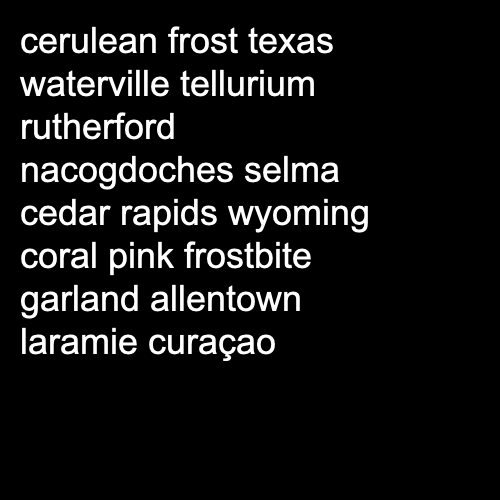 cerulean frost texas
waterville tellurium
rutherford
nacogdoches selma
cedar rapids wyoming
coral pink frostbite
garland allentown
laramie curaçao